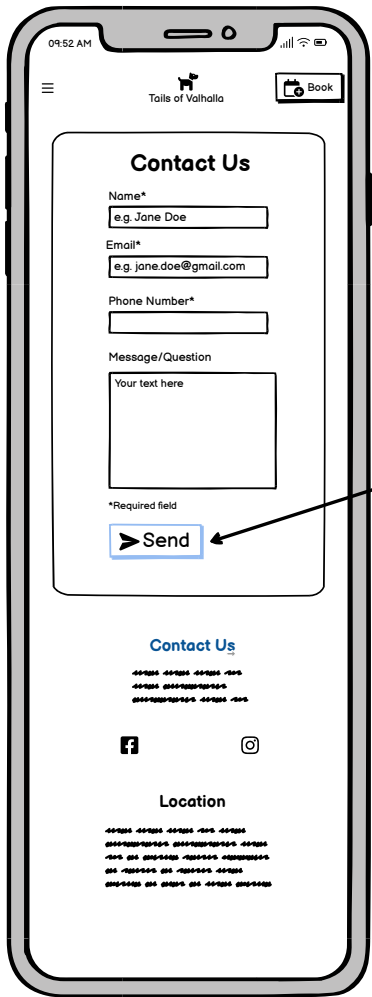 09:52 AM
Tails of Valhalla
Book
Contact Us
Name*
e.g. Jane Doe
Email*
e.g. jane.doe@gmail.com
Phone Number*
Message/Question
Your text here
*Required field
Send
Contact Us
Location